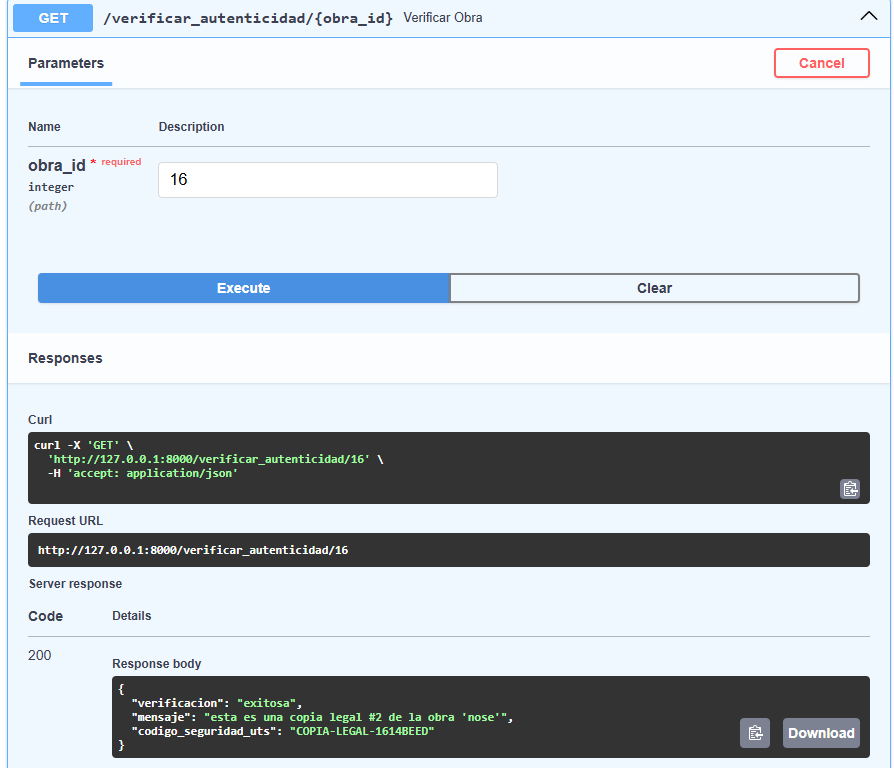 GET /verificar_autenticidad/{obra_id} Verificar Obra
Parameters
Cancel
Name Description
obra_id * required
integer
(path)
16
Execute Clear
Responses
Curl
curl -X 'GET' \
  'http://127.0.0.1:8000/verificar_autenticidad/16' \
  -H 'accept: application/json'
Request URL
http://127.0.0.1:8000/verificar_autenticidad/16
Server response
Code Details
200
Response body
{
  "verificacion": "exitosa",
  "mensaje": "esta es una copia legal #2 de la obra 'nose'",
  "codigo_seguridad_uts": "COPIA-LEGAL-1614BEED"
}
Download